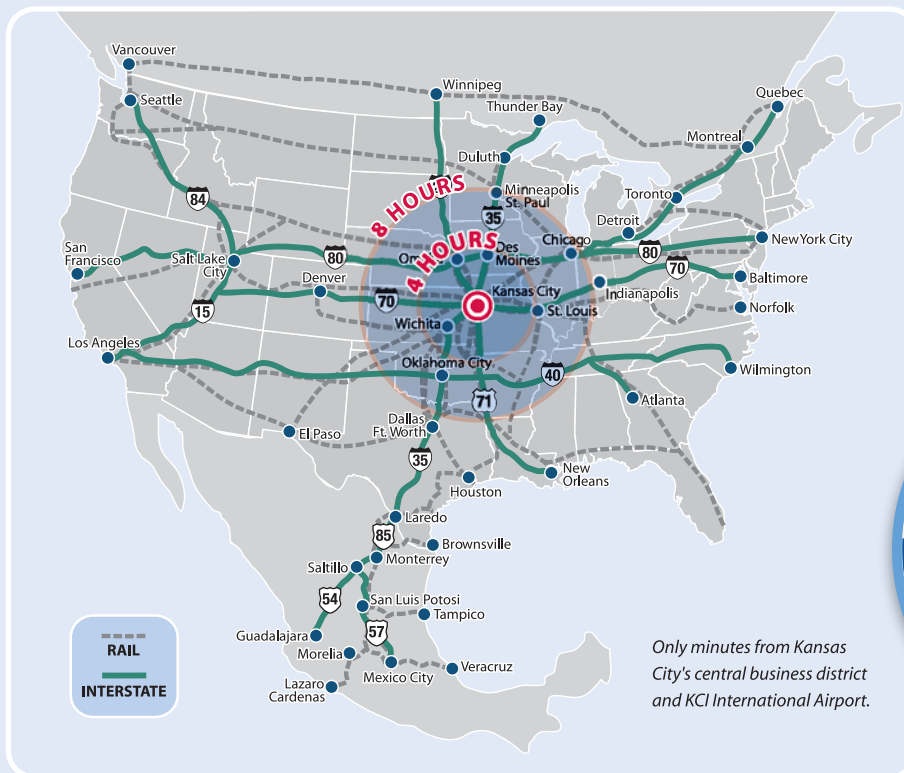 Vancouver
Seattle
Winnipeg
Thunder Bay
Quebec
Montreal
Duluth
Toronto
Minneapolis
St. Paul
Detroit
8 HOURS
4 HOURS
84
35
San
Francisco
Salt Lake
City
80
Des
Moines
Chicago
80
New York City
Denver
70
Kansas City
70
Indianapolis
Baltimore
15
St. Louis
Norfolk
Wichita
Los Angeles
Oklahoma City
40
Wilmington
71
Atlanta
Dallas
Ft. Worth
El Paso
35
New
Orleans
Houston
Laredo
85
Brownsville
Monterrey
Saltillo
54
San Luis Potosi
Tampico
57
Guadalajara
Morelia
Mexico City
Veracruz
Lazaro
Cardenas
RAIL
INTERSTATE
Only minutes from Kansas
City's central business district
and KCI International Airport.